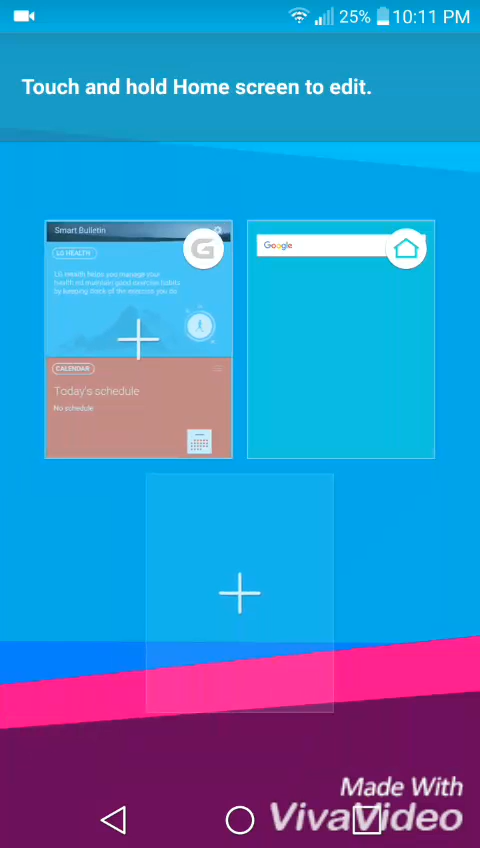 25% 10:11 PM
Touch and hold Home screen to edit.
Smart Bulletin
LG HEALTH
LG Health helps you manage your
health nd maintain good exercise habits
by keeping track of the exercise you do
CALENDAR
Today's schedule
No schedule
Google
Made With
VivaVideo